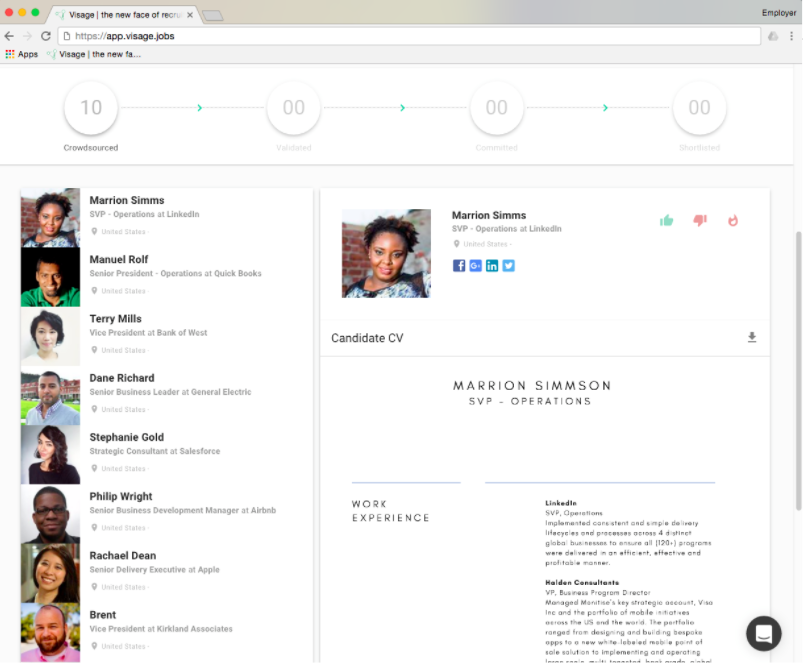 Visage | the new face of recrui
Employer
https://app.visage.jobs
Apps
Visage | the new fa...
10
00
00
00
Crowdsourced
Validated
Committed
Shortlisted
Marrion Simms
SVP - Operations at LinkedIn
United States -
Manuel Rolf
Senior President - Operations at Quick Books
United States -
Terry Mills
Vice President at Bank of West
United States -
Dane Richard
Senior Business Leader at General Electric
United States -
Stephanie Gold
Strategic Consultant at Salesforce
United States -
Philip Wright
Senior Business Development Manager at Airbnb
United States -
Rachael Dean
Senior Delivery Executive at Apple
United States -
Brent
Vice President at Kirkland Associates
United States -
Marrion Simms
SVP - Operations at LinkedIn
United States -
Candidate CV
MARRION SIMMSON
SVP - OPERATIONS
WORK
EXPERIENCE
LinkedIn
SVP, Operations
Implemented consistent and simple delivery
lifecycles and processes across 4 distinct
global businesses to ensure all (120+) programs
were delivered in an efficient, effective and
profitable manner.
Halden Consultants
VP, Business Program Director
Managed Monitise's key strategic account, Visa
Inc and the portfolio of mobile initiatives
across the US and the world. The portfolio
ranged from designing and building bespoke
apps to a new white-labeled mobile point of
sale solution to implementing and operating